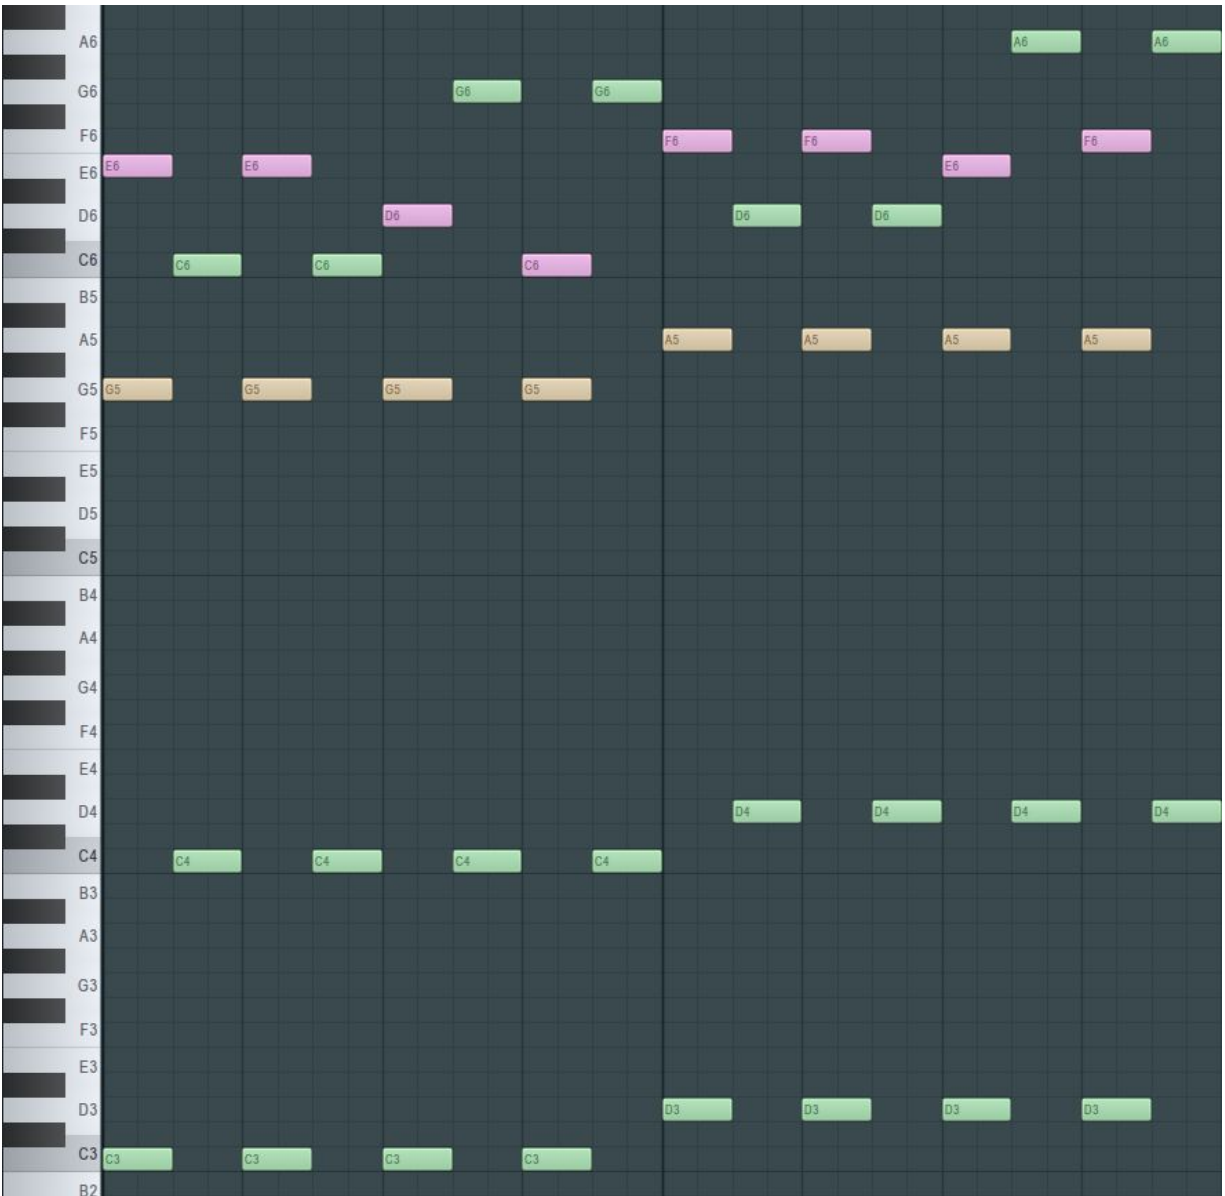 A6 A6 A6
G6 G6 G6
F6 F6 F6 F6
E6 E6 E6 E6
D6 D6 D6 D6
C6 C6 C6 C6
B5
A5 A5 A5 A5 A5
G5 G5 G5 G5 G5
F5
E5
D5
C5
B4
A4
G4
F4
E4
D4 D4 D4 D4 D4
C4 C4 C4 C4 C4
B3
A3
G3
F3
E3
D3 D3 D3 D3 D3
C3 C3 C3 C3 C3
B2